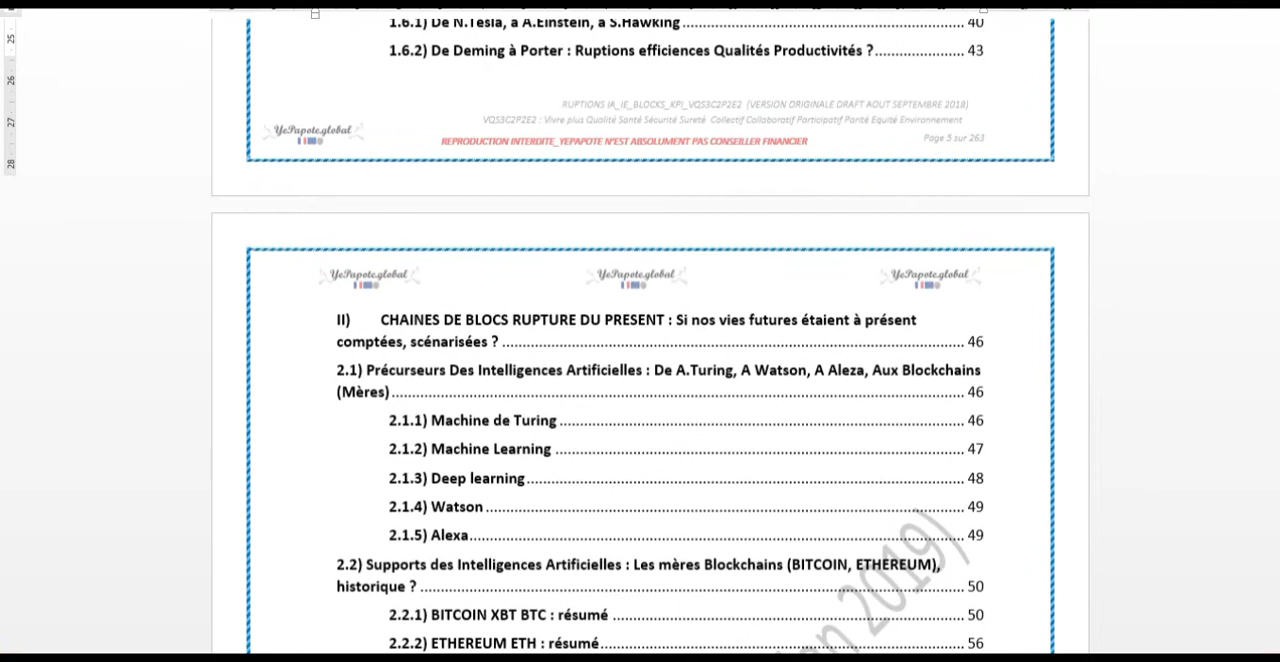 25
26
27
28
1.6.1) De N.Tesla, à A.Einstein, à S.Hawking 40
1.6.2) De Deming à Porter : Ruptions efficiences Qualités Productivités ? 43
RUPTIONS IA_IE_BLOCKS_KPI_VQS3C2P2E2 (VERSION ORIGINALE DRAFT AOUT SEPTEMBRE 2018)
VQS3C2P2E2 : Vivre plus Qualité Santé Sécurité Sureté Collectif Collaboratif Participatif Parité Equité Environnement
YePapote.global
REPRODUCTION INTERDITE_YEPAPOTE N'EST ABSOLUMENT PAS CONSEILLER FINANCIER
Page 5 sur 263
YePapote.global YePapote.global YePapote.global
II) CHAINES DE BLOCS RUPTURE DU PRESENT : Si nos vies futures étaient à présent
comptées, scénarisées ? 46
2.1) Précurseurs Des Intelligences Artificielles : De A.Turing, A Watson, A Aleza, Aux Blockchains
(Mères) 46
2.1.1) Machine de Turing 46
2.1.2) Machine Learning 47
2.1.3) Deep learning 48
2.1.4) Watson 49
2.1.5) Alexa 49
2.2) Supports des Intelligences Artificielles : Les mères Blockchains (BITCOIN, ETHEREUM),
historique ? 50
2.2.1) BITCOIN XBT BTC : résumé 50
2.2.2) ETHEREUM ETH : résumé 56
2019)